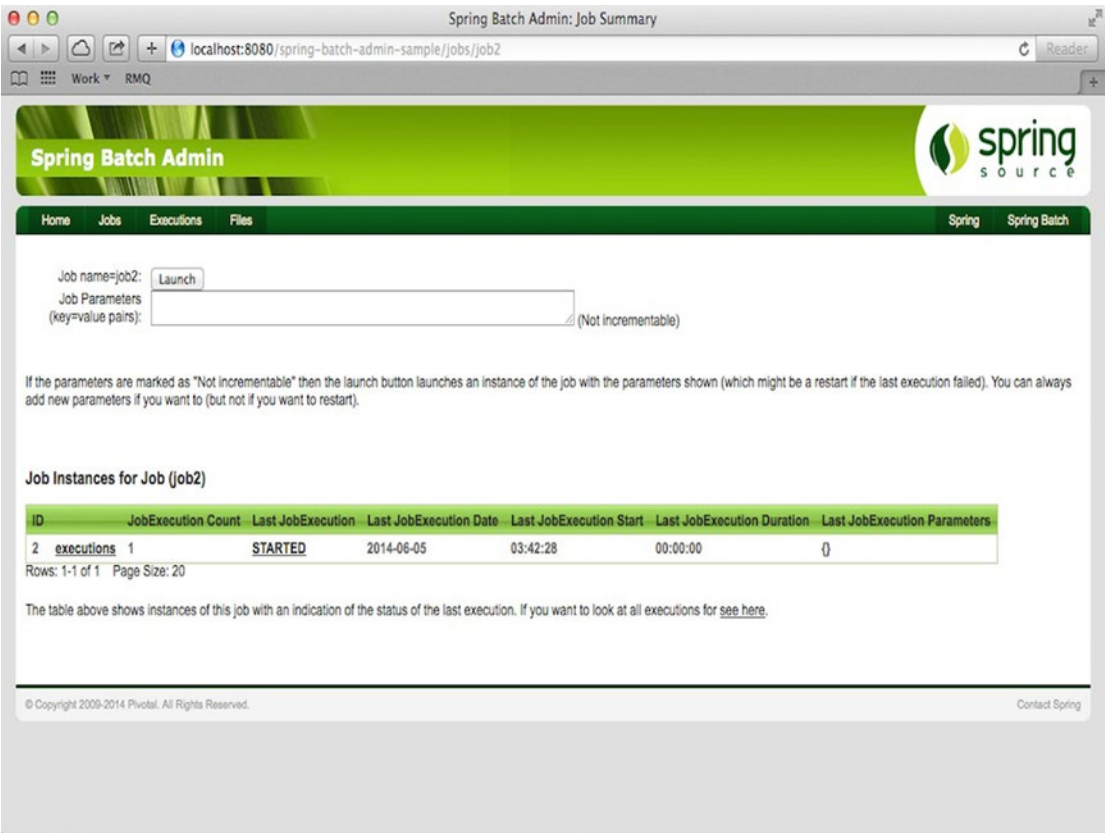 Spring Batch Admin: Job Summary
localhost:8080/spring-batch-admin-sample/jobs/job2
Reader
Work RMQ
Spring Batch Admin
spring
source
Home Jobs Executions Files Spring Spring Batch
Job name=job2: Launch
Job Parameters
(key=value pairs): (Not incrementable)
If the parameters are marked as "Not incrementable" then the launch button launches an instance of the job with the parameters shown (which might be a restart if the last execution failed). You can always
add new parameters if you want to (but not if you want to restart).
Job Instances for Job (job2)
ID JobExecution Count Last JobExecution Last JobExecution Date Last JobExecution Start Last JobExecution Duration Last JobExecution Parameters
2 executions 1 STARTED 2014-06-05 03:42:28 00:00:00 {}
Rows: 1-1 of 1 Page Size: 20
The table above shows instances of this job with an indication of the status of the last execution. If you want to look at all executions for see here.
© Copyright 2009-2014 Pivotal. All Rights Reserved. Contact Spring